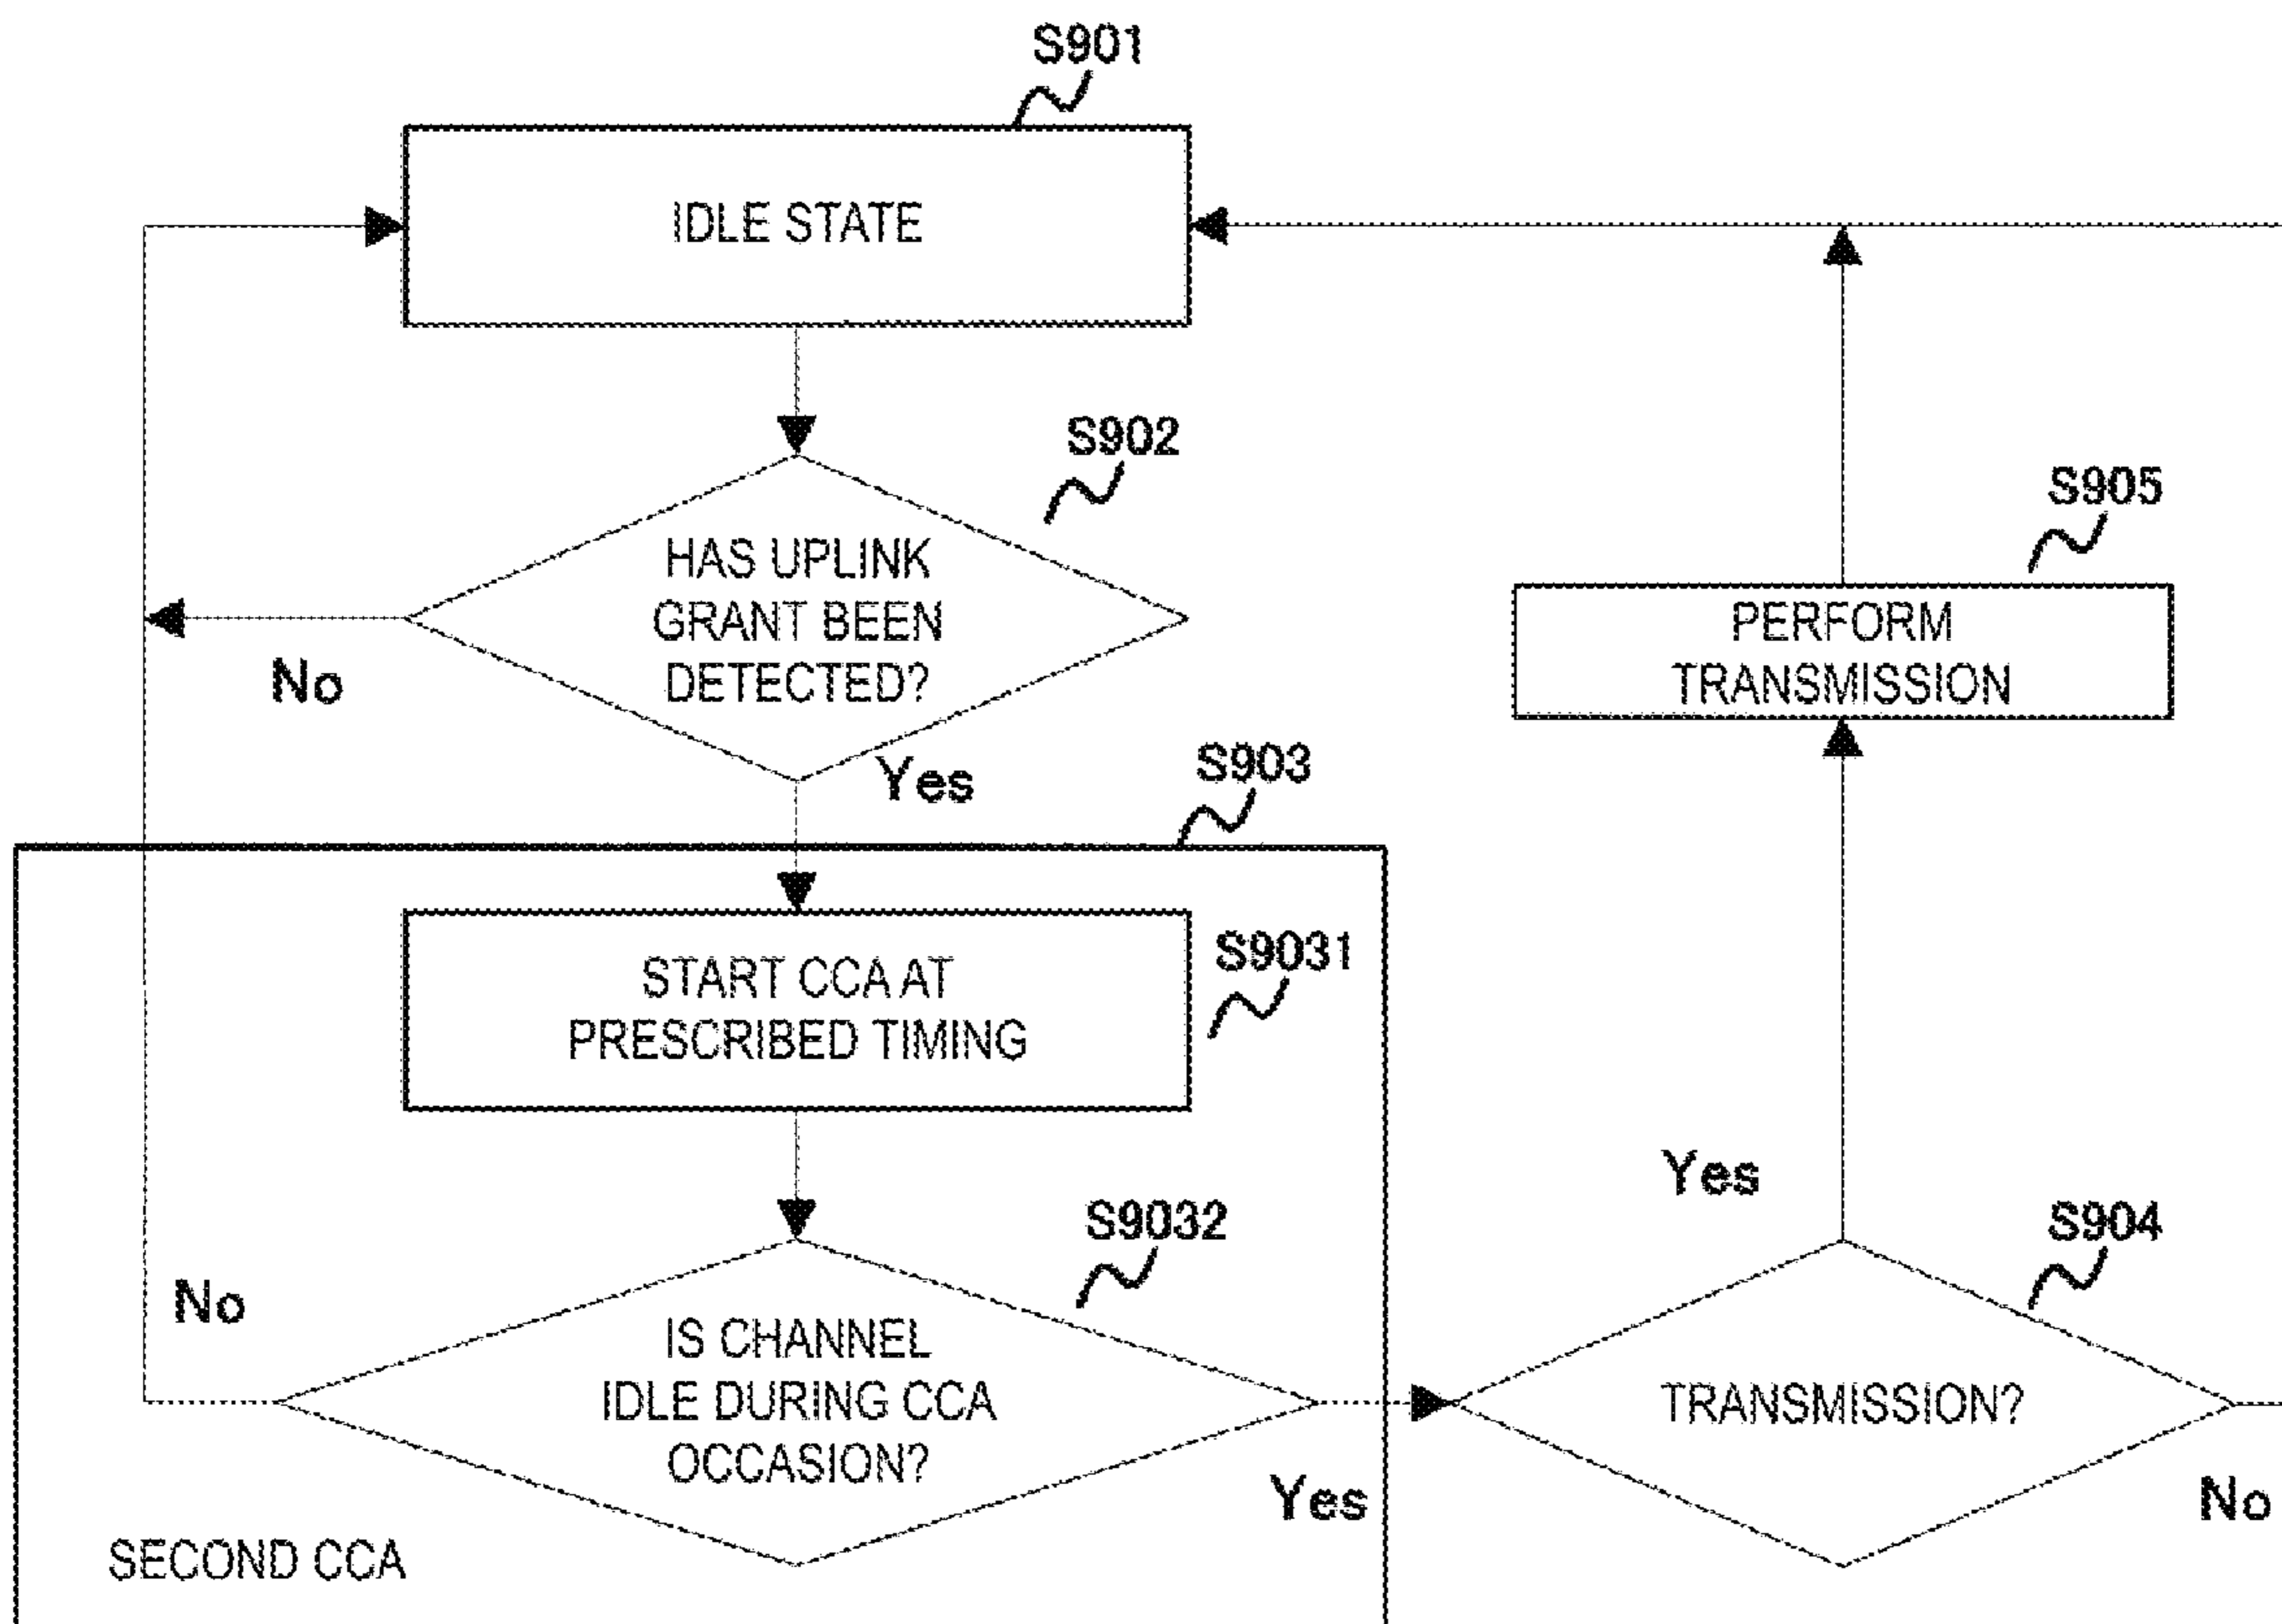 S901
IDLE STATE
S902
HAS UPLINK
GRANT BEEN
DETECTED?
No
Yes
S905
PERFORM
TRANSMISSION
S903
START CCA AT
PRESCRIBED TIMING
S9031
S9032
IS CHANNEL
IDLE DURING CCA
OCCASION?
No
Yes
SECOND CCA
S904
TRANSMISSION?
Yes
No